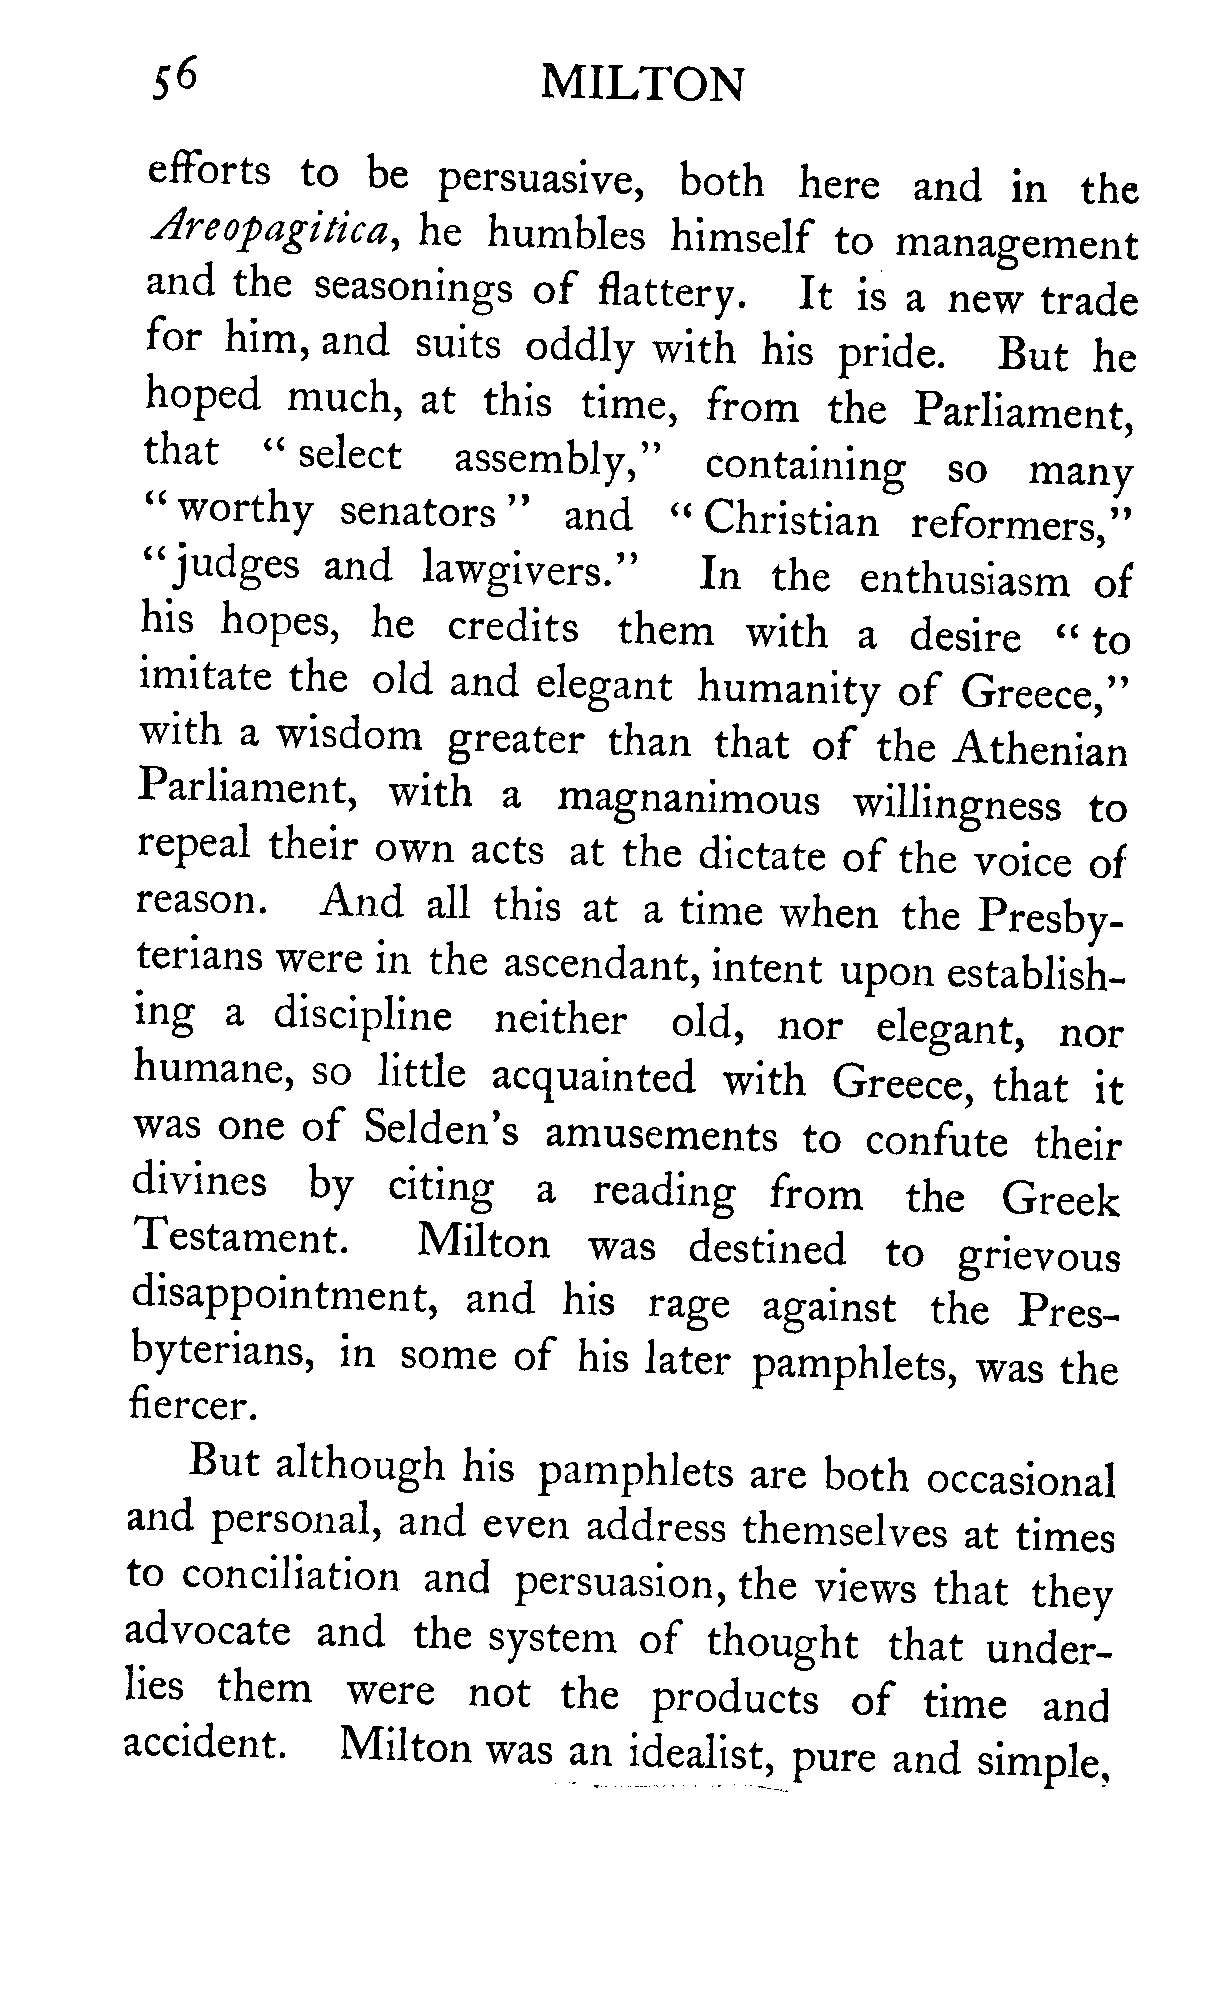 56 MILTON
efforts to be persuasive, both here and in the
Areopagitica, he humbles himself to management
and the seasonings of flattery. It is a new trade
for him, and suits oddly with his pride. But he
hoped much, at this time, from the Parliament,
that “ select assembly,” containing so many
“ worthy senators ” and “ Christian reformers,”
“ judges and lawgivers.” In the enthusiasm of
his hopes, he credits them with a desire “ to
imitate the old and elegant humanity of Greece,”
with a wisdom greater than that of the Athenian
Parliament, with a magnanimous willingness to
repeal their own acts at the dictate of the voice of
reason. And all this at a time when the Presby-
terians were in the ascendant, intent upon establish-
ing a discipline neither old, nor elegant, nor
humane, so little acquainted with Greece, that it
was one of Selden’s amusements to confute their
divines by citing a reading from the Greek
Testament. Milton was destined to grievous
disappointment, and his rage against the Pres-
byterians, in some of his later pamphlets, was the
fiercer.
But although his pamphlets are both occasional
and personal, and even address themselves at times
to conciliation and persuasion, the views that they
advocate and the system of thought that under-
lies them were not the products of time and
accident. Milton was an idealist, pure and simple,